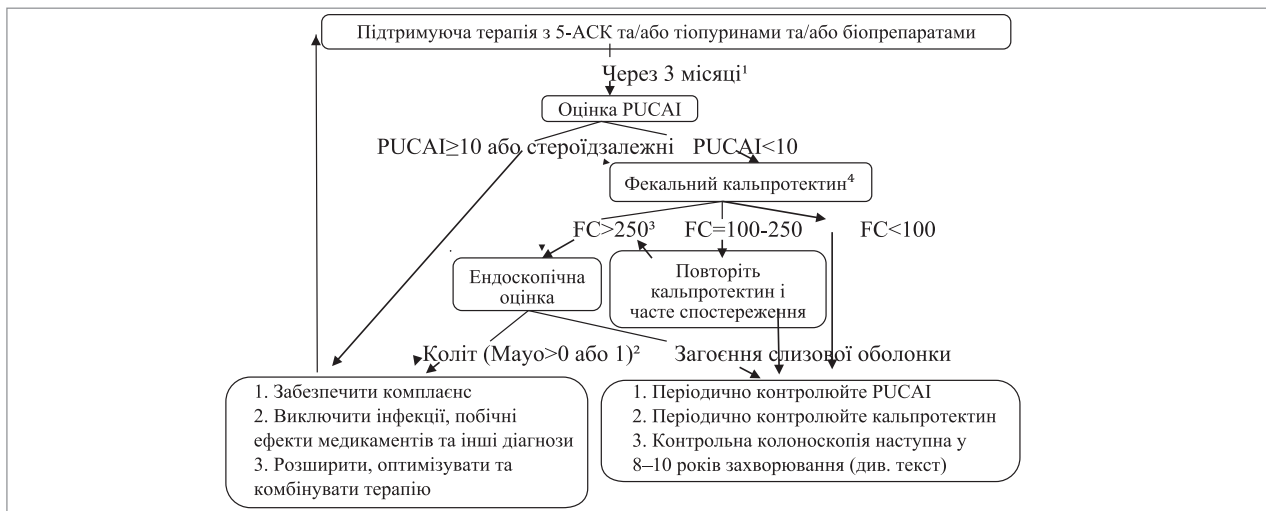 Підтримуюча терапія з 5-АСК та/або тіопуринами та/або біопрепаратами
Через 3 місяці¹
Оцінка PUCAI
PUCAI≥10 або стероїдзалежні
PUCAI<10
Фекальний кальпротектин⁴
FC>250³
FC=100-250
FC<100
Ендоскопічна
оцінка
Повторіть
кальпротектин і
часте спостереження
Коліт (Mayo>0 або 1)²
Загоєння слизової оболонки
1. Забезпечити комплаєнс
2. Виключити інфекції, побічні
ефекти медикаментів та інші діагнози
3. Розширити, оптимізувати та
комбінувати терапію
1. Періодично контролюйте PUCAI
2. Періодично контролюйте кальпротектин
3. Контрольна колоноскопія наступна у
8–10 років захворювання (див. текст)